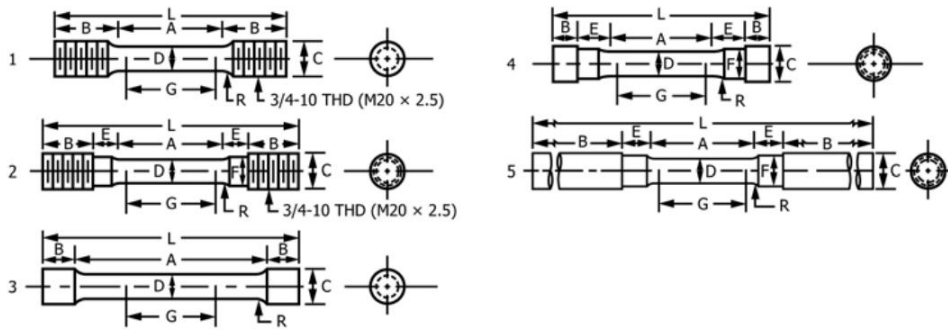 L
B A B
1 D C
G
R 3/4-10 THD (M20 × 2.5)
L
B E A E B
2 D F C
G
R 3/4-10 THD (M20 × 2.5)
L
B A B
3 D C
G
R
L
B E A E B
4 D F C
G
R
L
B E A E B
5 D F C
G
R